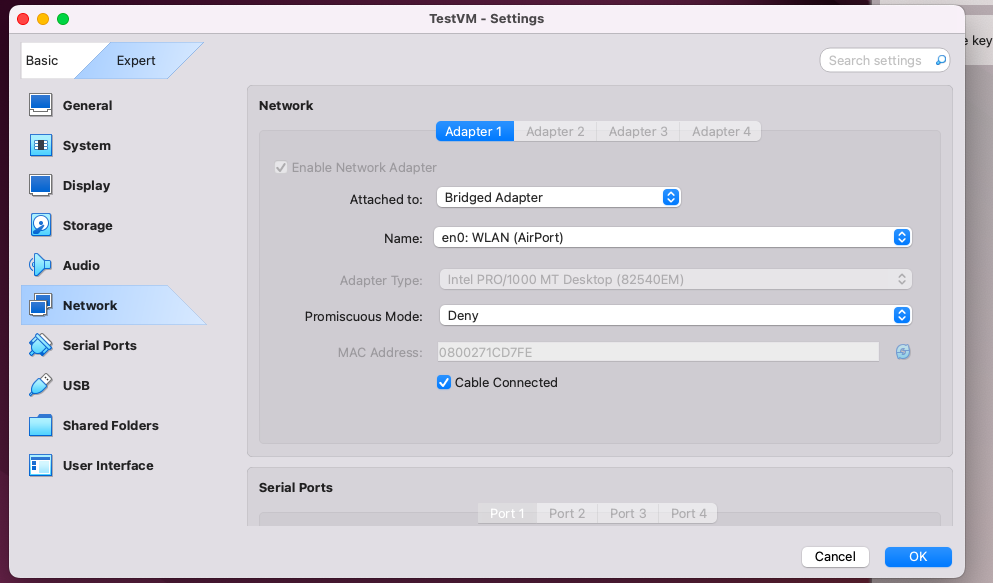 TestVM - Settings
e key
Basic
Expert
Search settings
General
System
Display
Storage
Audio
Network
Serial Ports
USB
Shared Folders
User Interface
Network
Adapter 1 Adapter 2 Adapter 3 Adapter 4
Enable Network Adapter
Attached to: Bridged Adapter
Name: en0: WLAN (AirPort)
Adapter Type: Intel PRO/1000 MT Desktop (82540EM)
Promiscuous Mode: Deny
MAC Address: 0800271CD7FE
Cable Connected
Serial Ports
Port 1 Port 2 Port 3 Port 4
Cancel OK